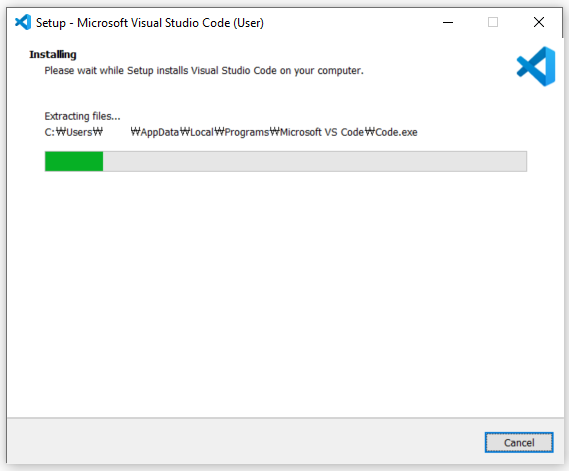 Setup - Microsoft Visual Studio Code (User)
Installing
Please wait while Setup installs Visual Studio Code on your computer.
Extracting files...
C:₩Users₩ ₩AppData₩Local₩Programs₩Microsoft VS Code₩Code.exe
Cancel